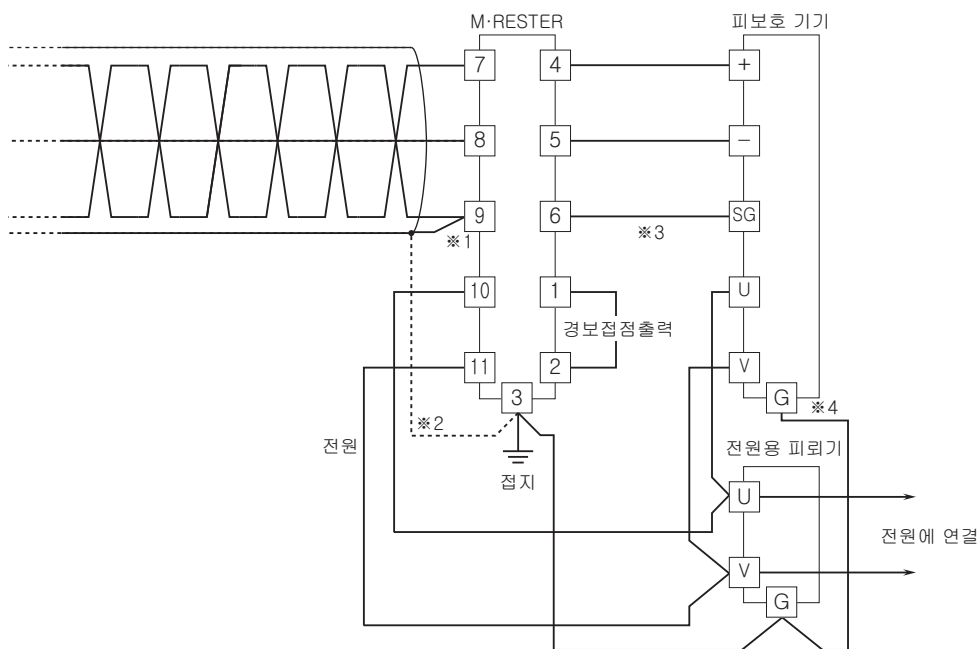 M·RESTER 피보호 기기
7 4 +
8 5 −
9 6 SG
※1 ※3
10 1 U
경보접점출력
11 2 V
3 G ※4
※2
전원 전원용 피뢰기
접지
U
전원에 연결
V
G